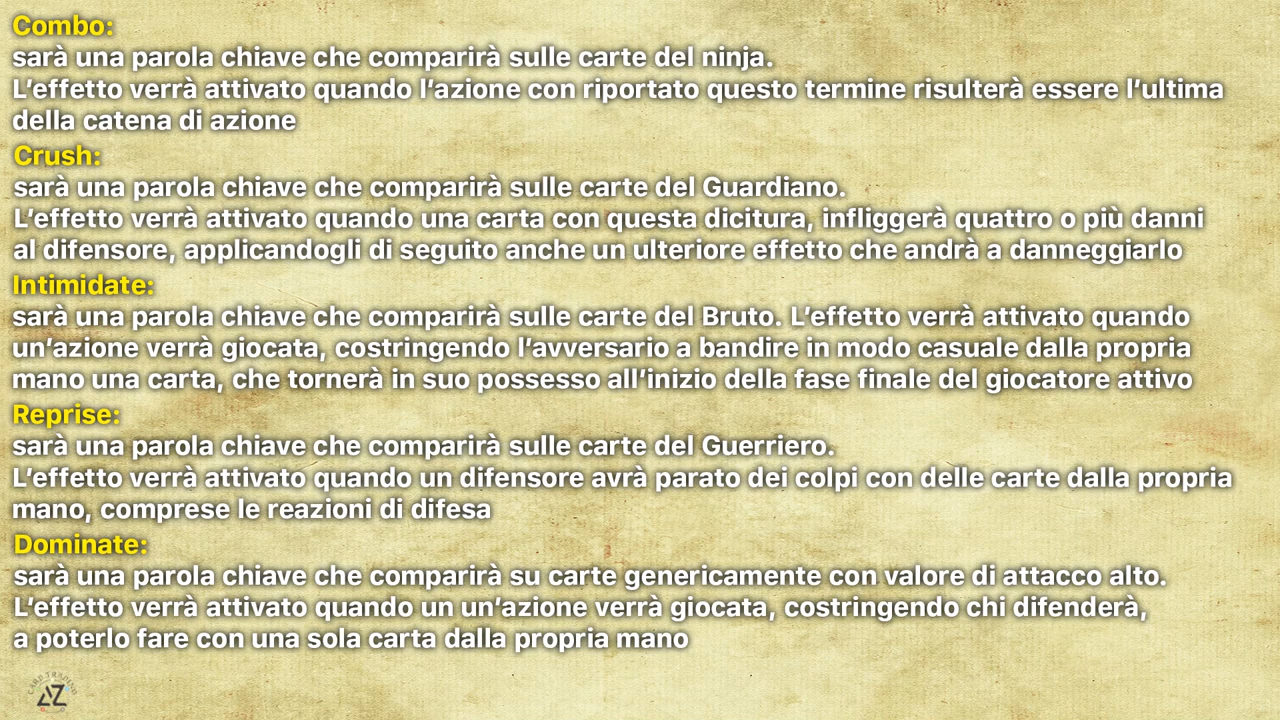 Combo:
sarà una parola chiave che comparirà sulle carte del ninja.
L’effetto verrà attivato quando l’azione con riportato questo termine risulterà essere l’ultima
della catena di azione
Crush:
sarà una parola chiave che comparirà sulle carte del Guardiano.
L’effetto verrà attivato quando una carta con questa dicitura, infliggerà quattro o più danni
al difensore, applicandogli di seguito anche un ulteriore effetto che andrà a danneggiarlo
Intimidate:
sarà una parola chiave che comparirà sulle carte del Bruto. L’effetto verrà attivato quando
un’azione verrà giocata, costringendo l’avversario a bandire in modo casuale dalla propria
mano una carta, che tornerà in suo possesso all’inizio della fase finale del giocatore attivo
Reprise:
sarà una parola chiave che comparirà sulle carte del Guerriero.
L’effetto verrà attivato quando un difensore avrà parato dei colpi con delle carte dalla propria
mano, comprese le reazioni di difesa
Dominate:
sarà una parola chiave che comparirà su carte genericamente con valore di attacco alto.
L’effetto verrà attivato quando un un’azione verrà giocata, costringendo chi difenderà,
a poterlo fare con una sola carta dalla propria mano
AZ